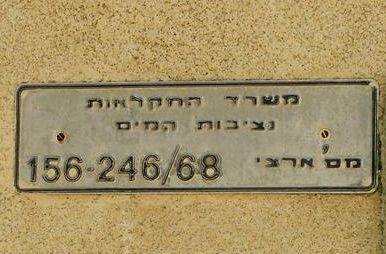 משרד החקלאות
נציבות המים
מס׳ ארצי 156-246/68